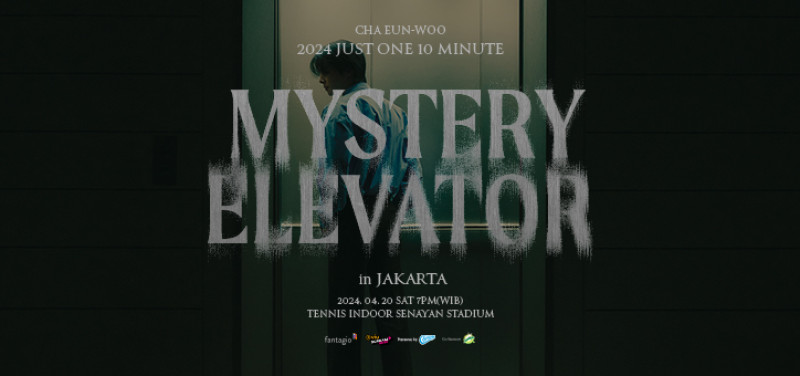 CHA EUN-WOO
2024 JUST ONE 10 MINUTE
MYSTERY
ELEVATOR
in JAKARTA
2024. 04. 20 SAT 7PM(WIB)
TENNIS INDOOR SENAYAN STADIUM
fantagio